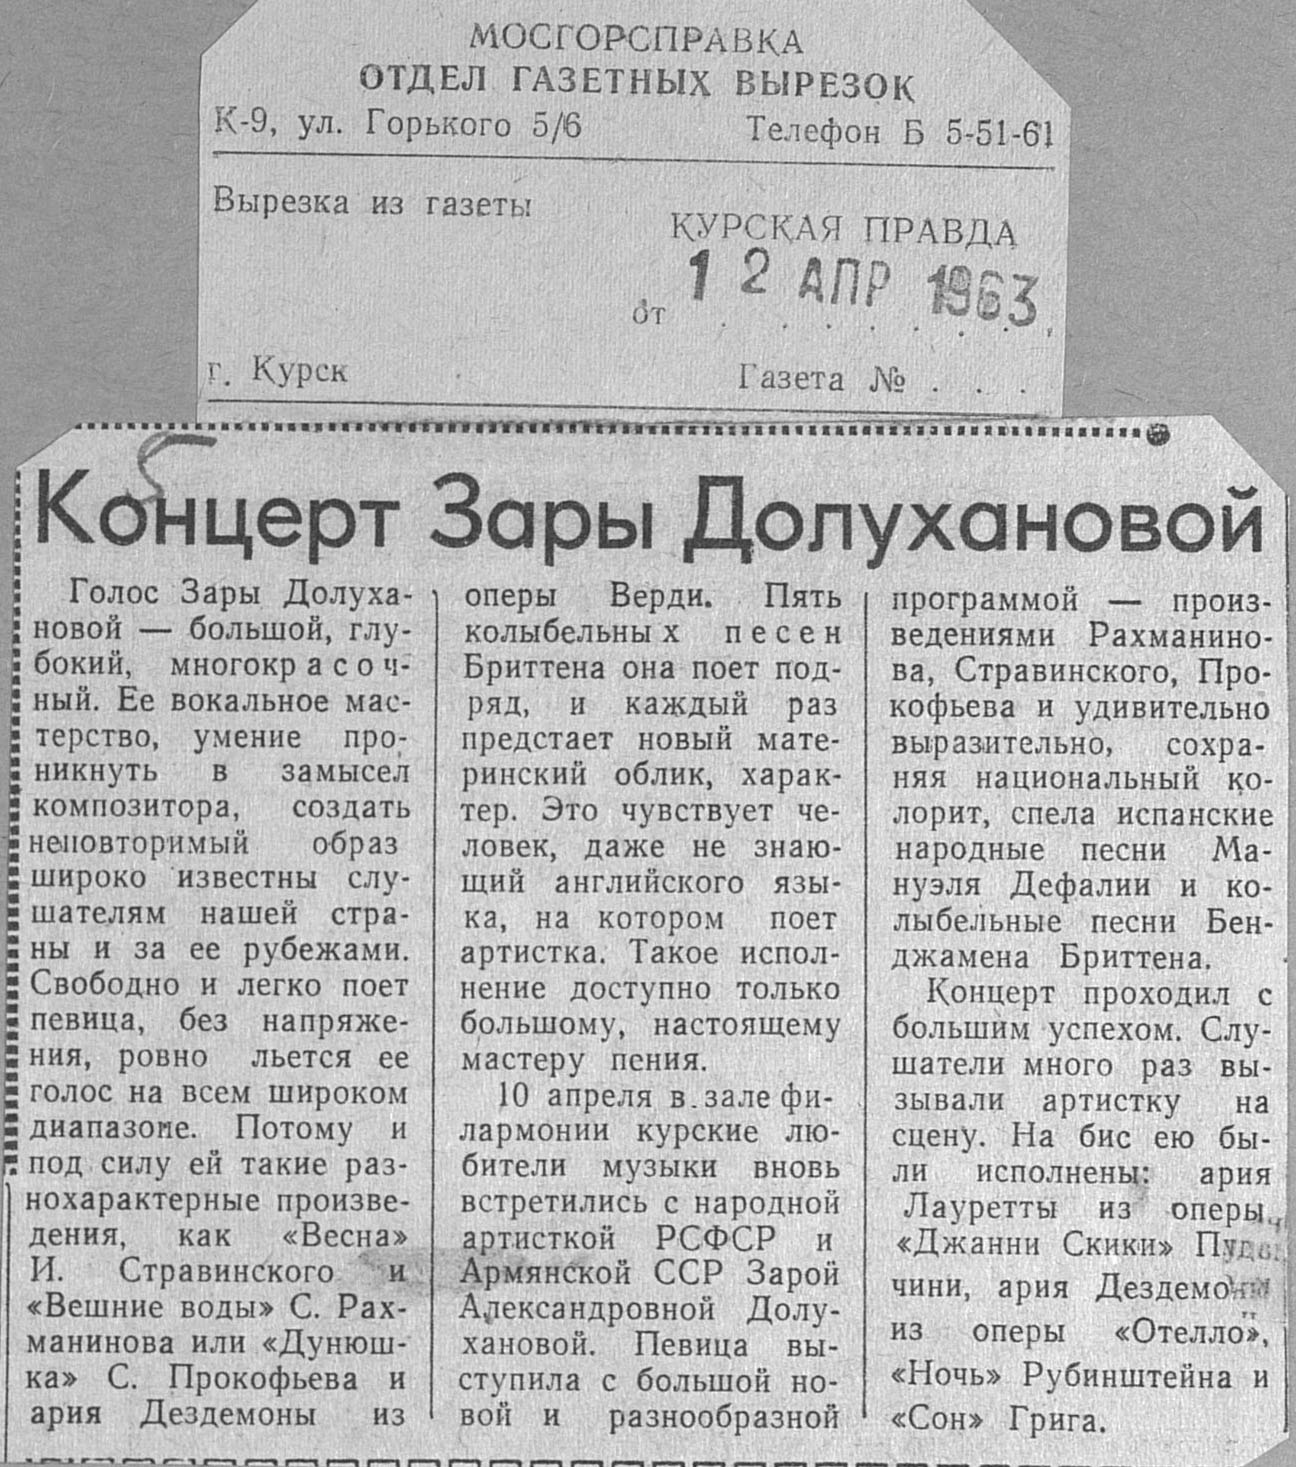 МОСГОРСПРАВКА
ОТДЕЛ ГАЗЕТНЫХ ВЫРЕЗОК
К-9, ул. Горького 5/6 Телефон Б 5-51-61
Вырезка из газеты
КУРСКАЯ ПРАВДА
от 12 АПР 1963
г. Курск Газета № . . .
Концерт Зары Долухановой
Голос Зары Долуха-
новой — большой, глу-
бокий, многокрасоч-
ный. Ее вокальное мас-
терство, умение про-
никнуть в замысел
композитора, создать
неповторимый образ
широко известны слу-
шателям нашей стра-
ны и за ее рубежами.
Свободно и легко поет
певица, без напряже-
ния, ровно льется ее
голос на всем широком
диапазоне. Потому и
под силу ей такие раз-
нохарактерные произве-
дения, как «Весна»
И. Стравинского и
«Вешние воды» С. Рах-
манинова или «Дунюш-
ка» С. Прокофьева и
ария Дездемоны из
оперы Верди. Пять
колыбельных песен
Бриттена она поет под-
ряд, и каждый раз
предстает новый мате-
ринский облик, харак-
тер. Это чувствует че-
ловек, даже не знаю-
щий английского язы-
ка, на котором поет
артистка. Такое испол-
нение доступно только
большому, настоящему
мастеру пения.
10 апреля в зале фи-
лармонии курские лю-
бители музыки вновь
встретились с народной
артисткой РСФСР и
Армянской ССР Зарой
Александровной Долу-
хановой. Певица вы-
ступила с большой но-
вой и разнообразной
программой — произ-
ведениями Рахманино-
ва, Стравинского, Про-
кофьева и удивительно
выразительно, сохра-
няя национальный ко-
лорит, спела испанские
народные песни Ма-
нуэля Дефалии и ко-
лыбельные песни Бен-
джамена Бриттена.
Концерт проходил с
большим успехом. Слу-
шатели много раз вы-
зывали артистку на
сцену. На бис ею бы-
ли исполнены: ария
Лауретты из оперы
«Джанни Скики» Пуч-
чини, ария Дездемоны
из оперы «Отелло»,
«Ночь» Рубинштейна и
«Сон» Грига.